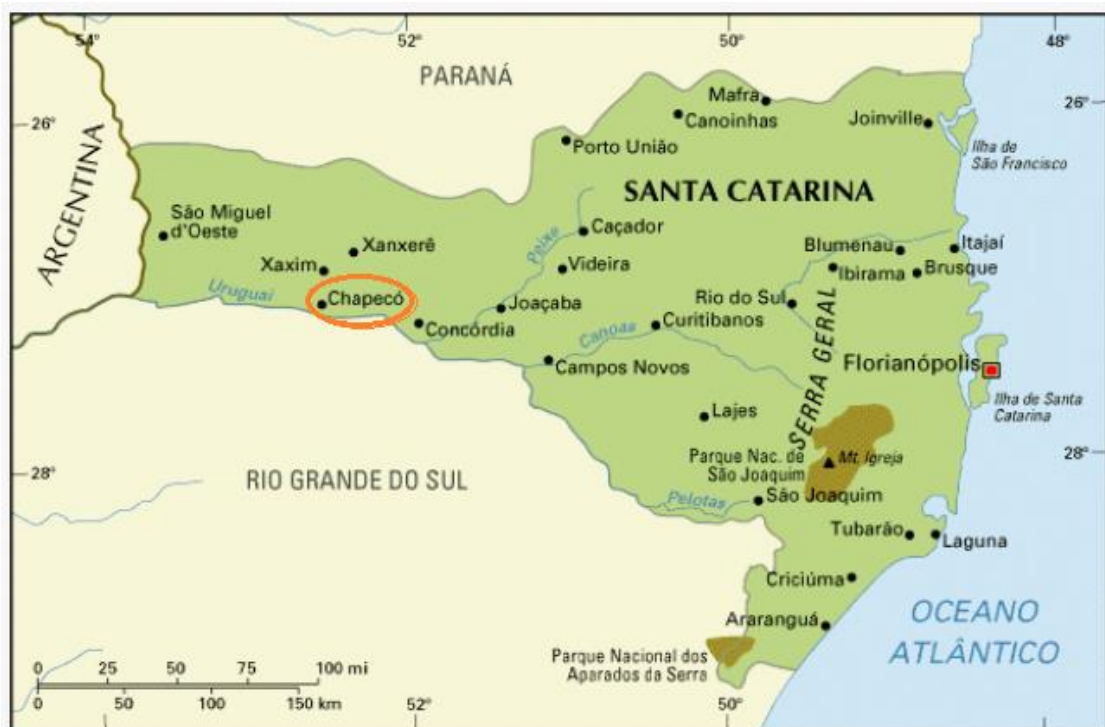 54°
52°
50°
48°
PARANÁ
Mafra
Canoinhas
Joinville
26°
26°
Porto União
Ilha de
São Francisco
ARGENTINA
SANTA CATARINA
São Miguel
d'Oeste
Xanxerê
Peixe
Caçador
Blumenau
Itajaí
Xaxim
Videira
Ibirama
Brusque
Uruguai
Chapecó
Joaçaba
Rio do Sul
Concórdia
Canoas
Curitibanos
SERRA GERAL
Campos Novos
Florianópolis
Ilha de Santa
Catarina
Lajes
28°
RIO GRANDE DO SUL
Parque Nac. de
São Joaquim
Mt. Igreja
28°
Pelotas
São Joaquim
Tubarão
Laguna
Criciúma
Araranguá
OCEANO
ATLÂNTICO
Parque Nacional dos
Aparados da Serra
0 25 50 75 100 mi
0 50 100 150 km
52°
50°
48°